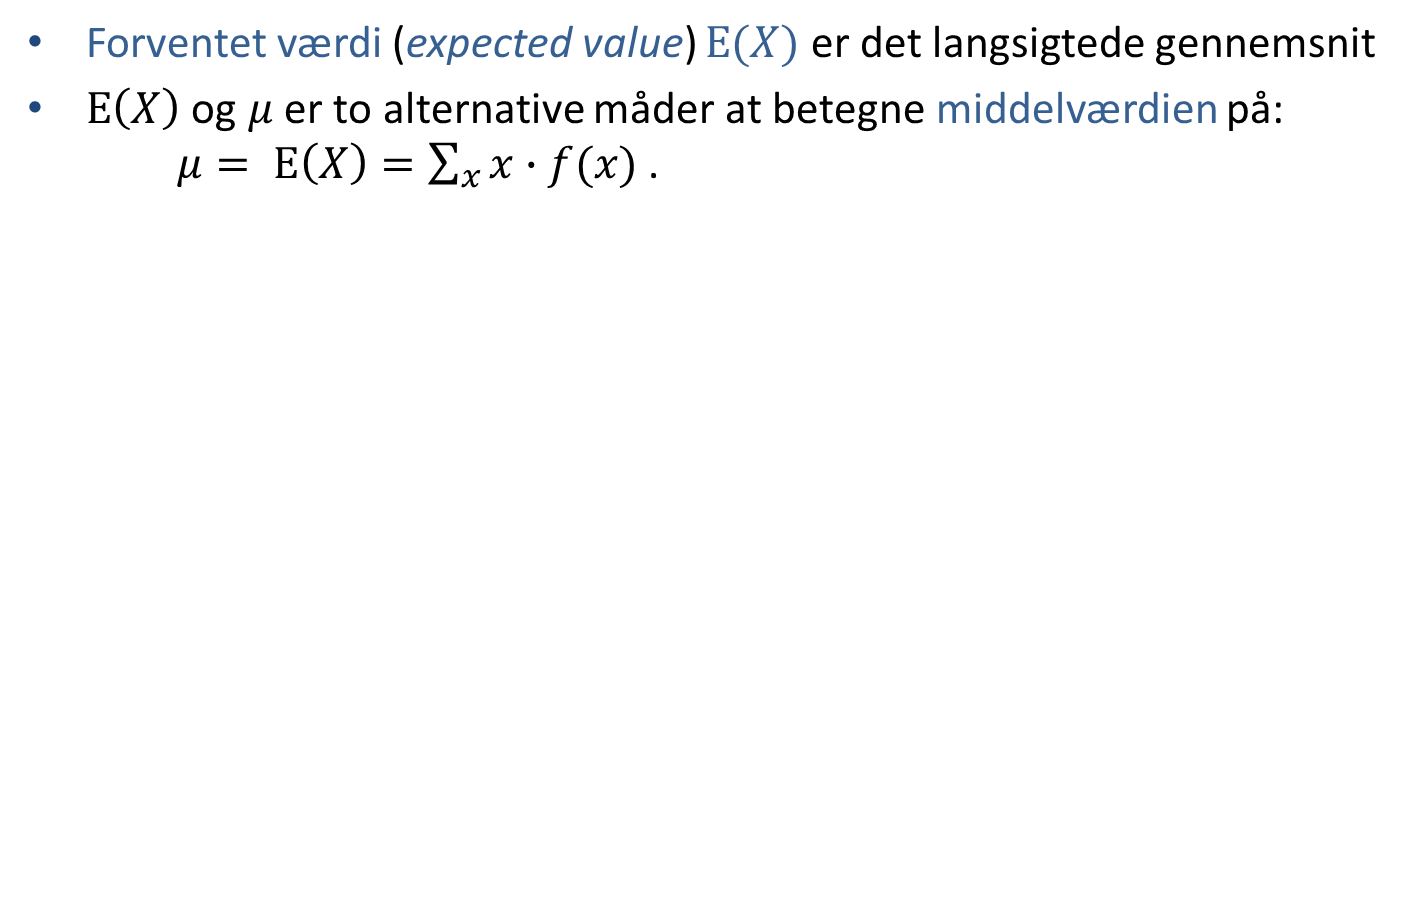 • Forventet værdi (expected value) E(X) er det langsigtede gennemsnit
• E(X) og μ er to alternative måder at betegne middelværdien på:
μ = E(X) = ∑ₓ x · f(x) .